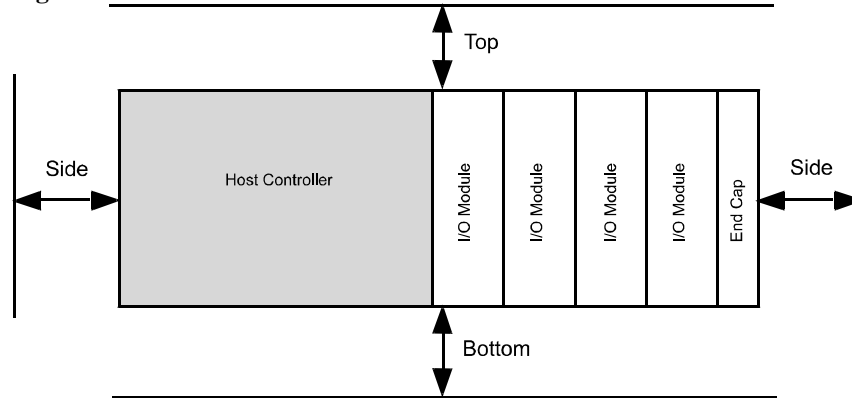 Top
Side
Host Controller
I/O Module
I/O Module
I/O Module
I/O Module
End Cap
Side
Bottom